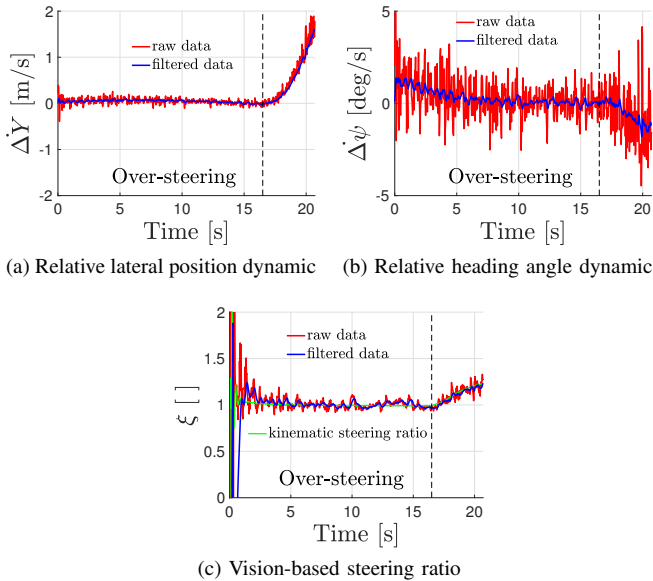 2
1
0
-1
-2
0 5 10 15 20
ΔẎ [m/s]
raw data
filtered data
Over-steering
Time [s]
(a) Relative lateral position dynamic
5
0
-5
0 5 10 15 20
Δψ̇ [deg/s]
raw data
filtered data
Over-steering
Time [s]
(b) Relative heading angle dynamic
2
1.5
1
0.5
0
0 5 10 15 20
ξ [ ]
raw data
filtered data
kinematic steering ratio
Over-steering
Time [s]
(c) Vision-based steering ratio